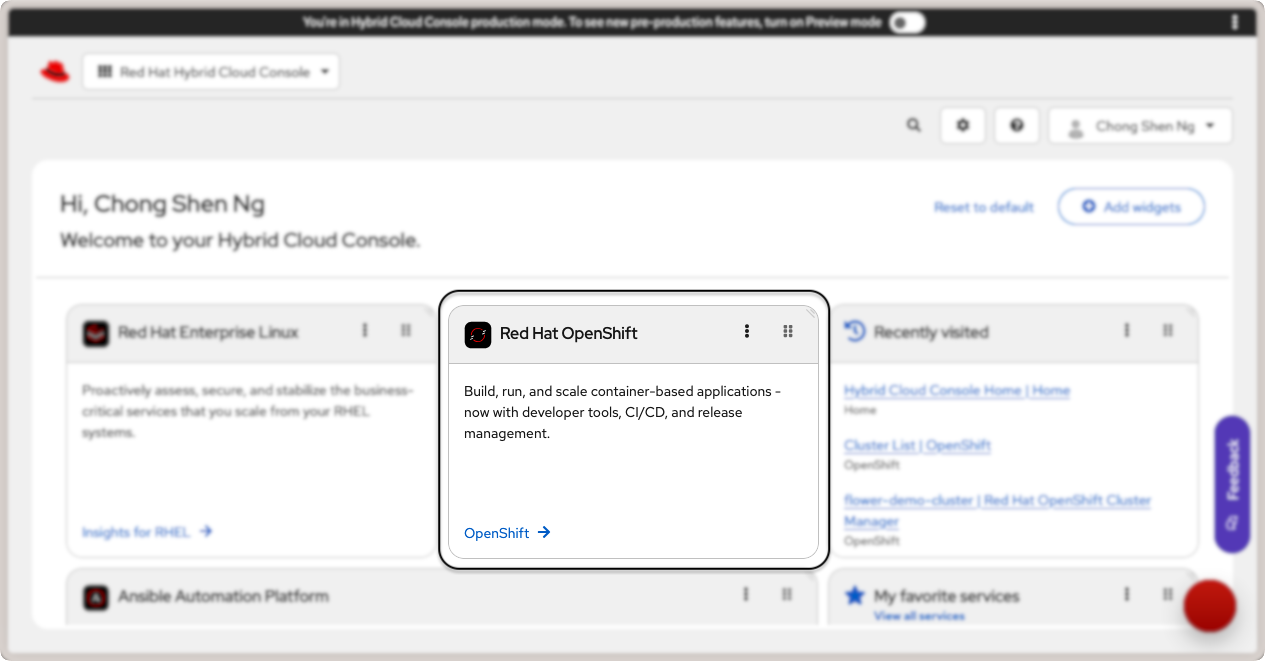 You're in Hybrid Cloud Console production mode. To see new pre-production features, turn on Preview mode
Red Hat Hybrid Cloud Console
Chong Shen Ng
Hi, Chong Shen Ng
Reset to default
Add widgets
Welcome to your Hybrid Cloud Console.
Red Hat Enterprise Linux
Proactively assess, secure, and stabilize the business-
critical services that you scale from your RHEL
systems.
Insights for RHEL
Red Hat OpenShift
Build, run, and scale container-based applications -
now with developer tools, CI/CD, and release
management.
OpenShift
Recently visited
Hybrid Cloud Console Home | Home
Home
Cluster List | OpenShift
OpenShift
flower-demo-cluster | Red Hat OpenShift Cluster
Manager
OpenShift
Feedback
Ansible Automation Platform
My favorite services
View all services